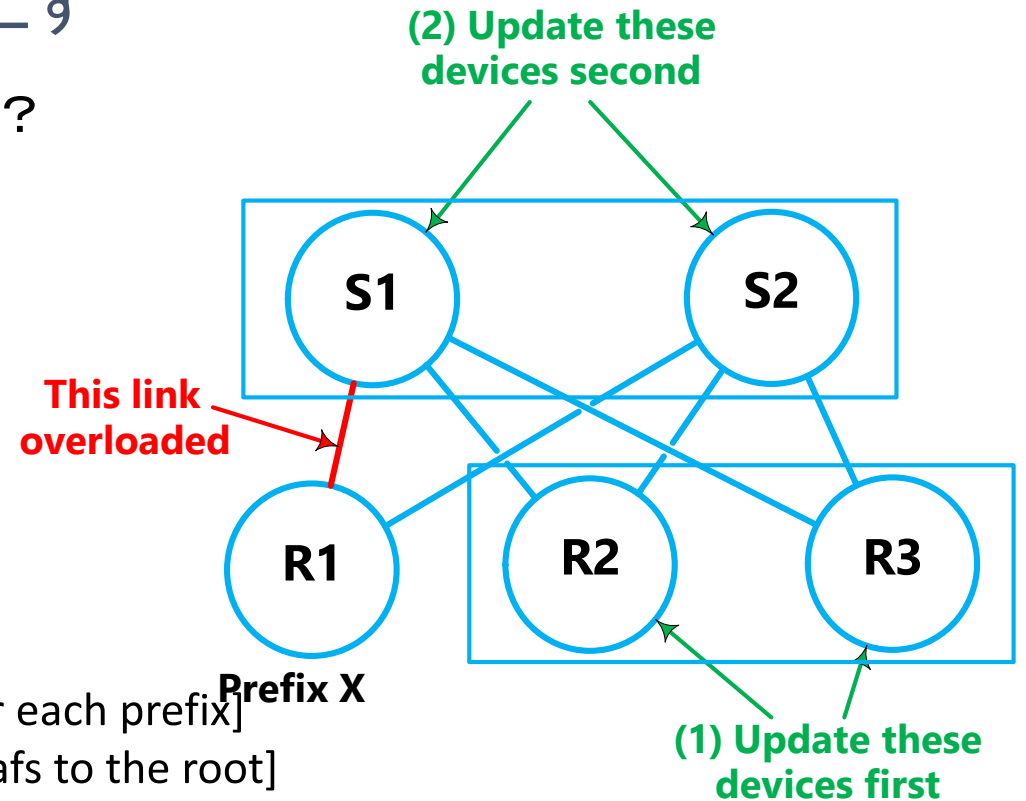 – 9
(2) Update these
devices second
?
S1
S2
This link
overloaded
R1
R2
R3
Prefix X
each prefix]
to the root]
(1) Update these
devices first